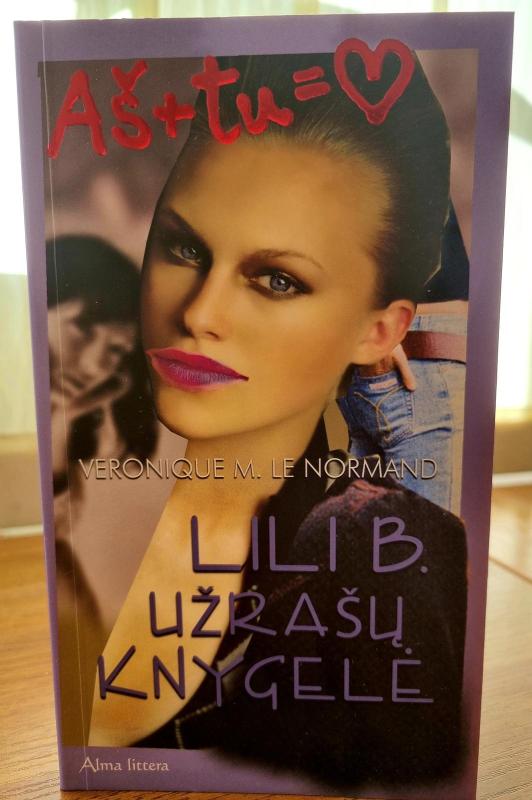 Aš+tu=♡
VERONIQUE M. LE NORMAND
LILI B.
UŽRAŠŲ
KNYGELĖ
Alma littera